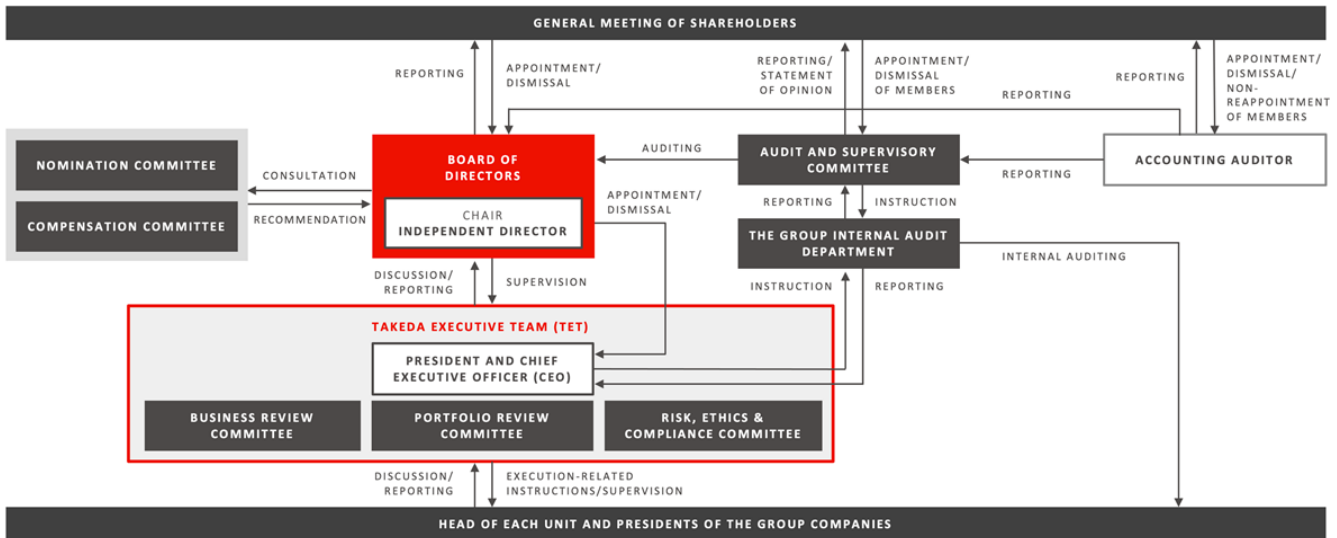 GENERAL MEETING OF SHAREHOLDERS
REPORTING
APPOINTMENT/
DISMISSAL
REPORTING/
STATEMENT
OF OPINION
APPOINTMENT/
DISMISSAL
OF MEMBERS
REPORTING
REPORTING
APPOINTMENT/
DISMISSAL/
NON-
REAPPOINTMENT
OF MEMBERS
NOMINATION COMMITTEE
COMPENSATION COMMITTEE
CONSULTATION
RECOMMENDATION
BOARD OF
DIRECTORS
CHAIR
INDEPENDENT DIRECTOR
AUDITING
APPOINTMENT/
DISMISSAL
AUDIT AND SUPERVISORY
COMMITTEE
REPORTING
ACCOUNTING AUDITOR
REPORTING
INSTRUCTION
THE GROUP INTERNAL AUDIT
DEPARTMENT
INTERNAL AUDITING
DISCUSSION/
REPORTING
SUPERVISION
INSTRUCTION
REPORTING
TAKEDA EXECUTIVE TEAM (TET)
PRESIDENT AND CHIEF
EXECUTIVE OFFICER (CEO)
BUSINESS REVIEW
COMMITTEE
PORTFOLIO REVIEW
COMMITTEE
RISK, ETHICS &
COMPLIANCE COMMITTEE
DISCUSSION/
REPORTING
EXECUTION-RELATED
INSTRUCTIONS/SUPERVISION
HEAD OF EACH UNIT AND PRESIDENTS OF THE GROUP COMPANIES